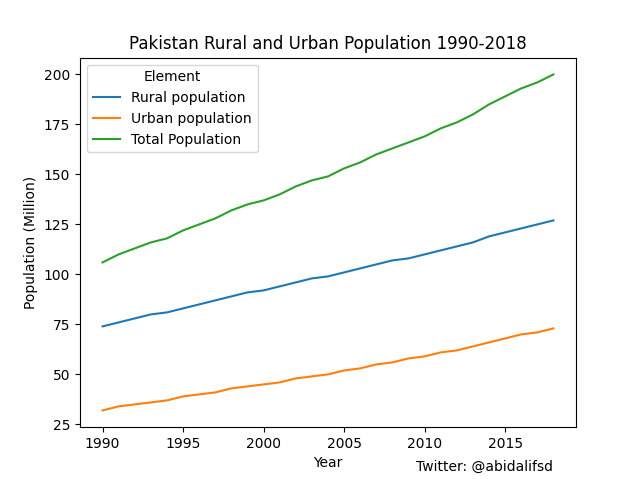 Pakistan Rural and Urban Population 1990-2018
Element
Rural population
Urban population
Total Population
Population (Million)
200
175
150
125
100
75
50
25
1990 1995 2000 2005 2010 2015
Year
Twitter: @abidalifsd